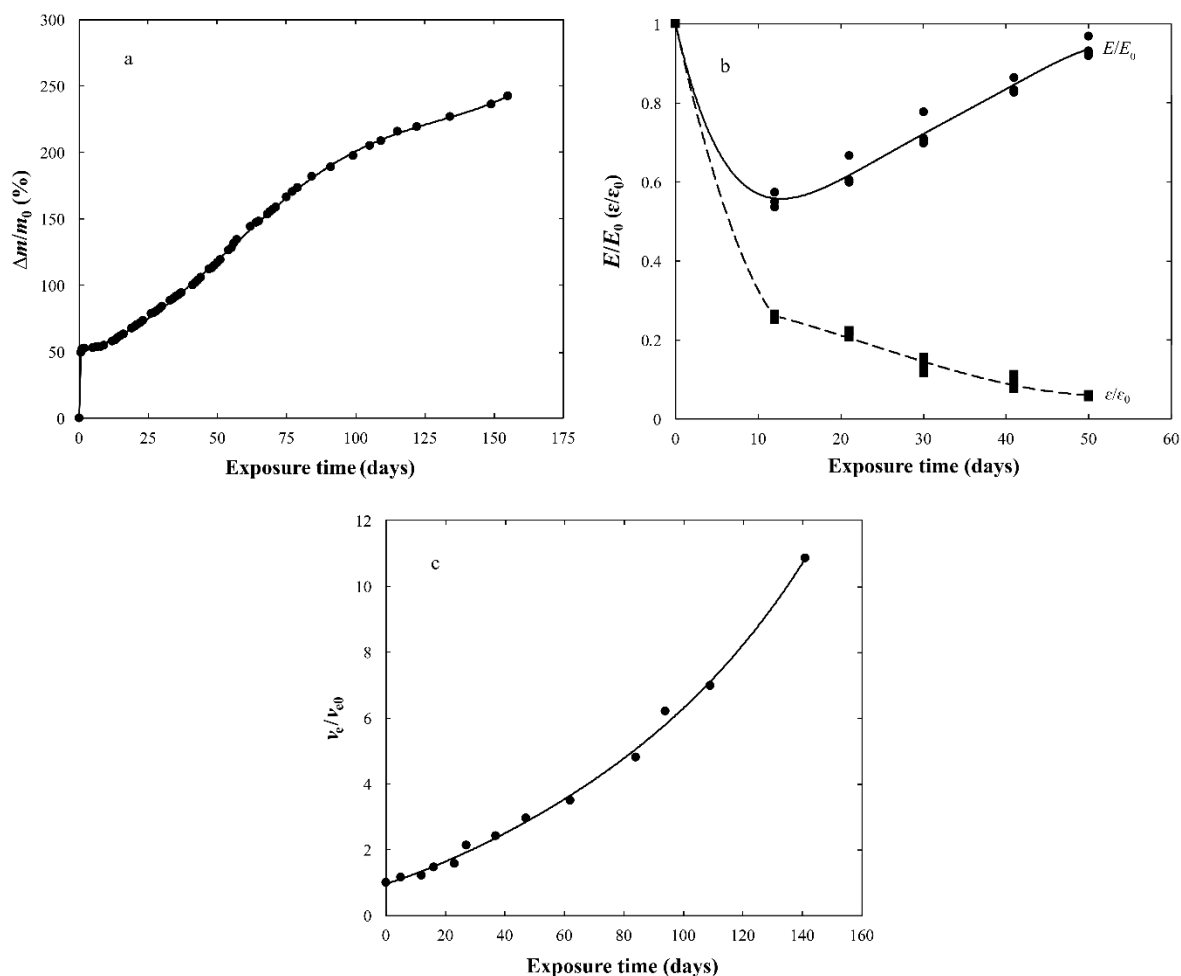 a
Δm/m₀ (%)
300
250
200
150
100
50
0
0 25 50 75 100 125 150 175
Exposure time (days)
b
E/E₀ (ε/ε₀)
1
0.8
0.6
0.4
0.2
0
E/E₀
ε/ε₀
0 10 20 30 40 50 60
Exposure time (days)
c
νₑ/νₑ₀
12
10
8
6
4
2
0
0 20 40 60 80 100 120 140 160
Exposure time (days)